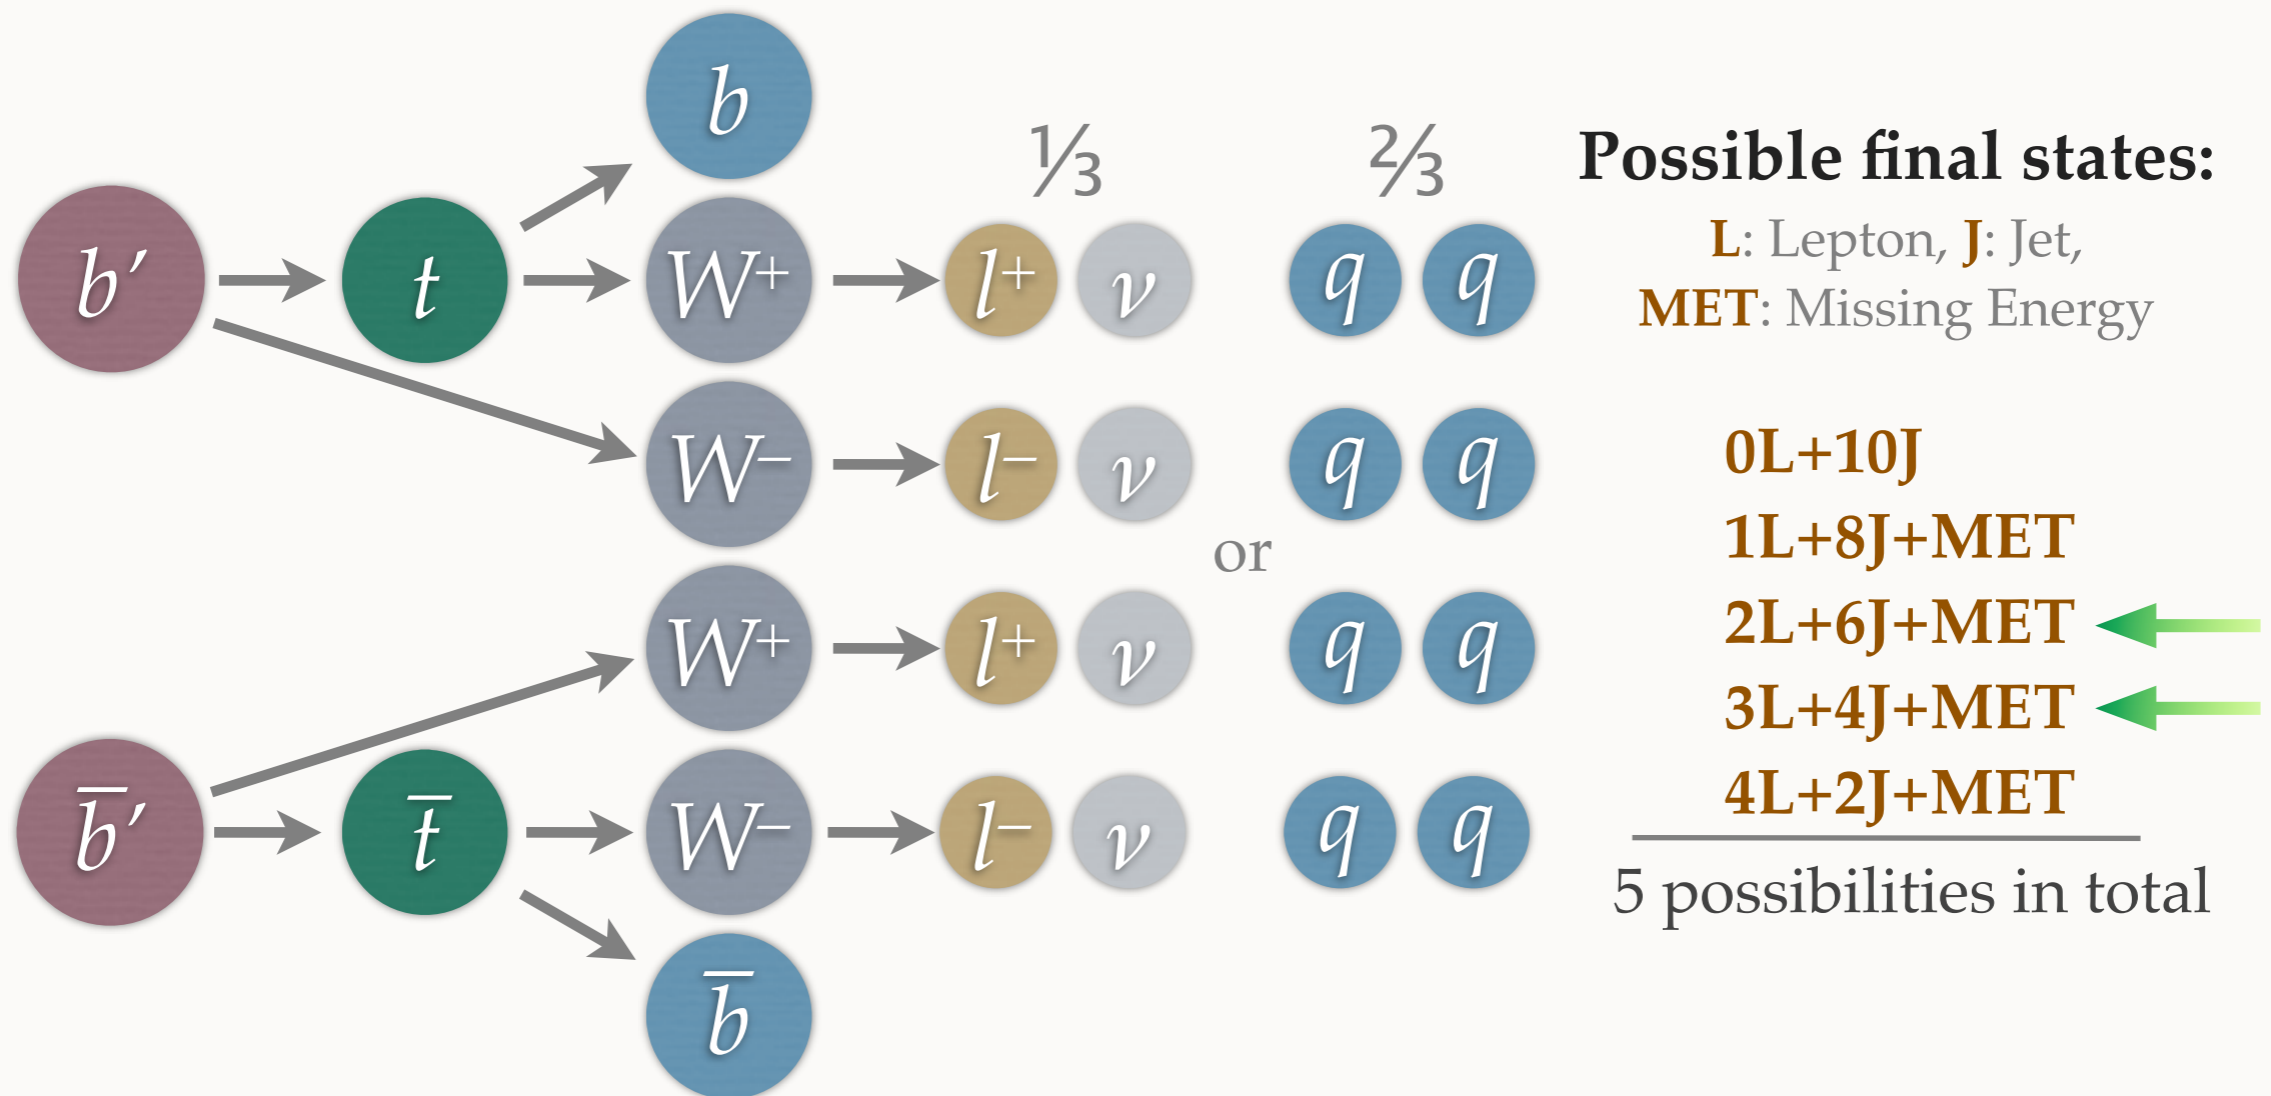 b
⅓ ⅔
b′ t W⁺ l⁺ ν q q
W⁻ l⁻ ν q q
or
W⁺ l⁺ ν q q
b̅′ t̅ W⁻ l⁻ ν q q
b̅
Possible final states:
L: Lepton, J: Jet,
MET: Missing Energy
0L+10J
1L+8J+MET
2L+6J+MET
3L+4J+MET
4L+2J+MET
5 possibilities in total